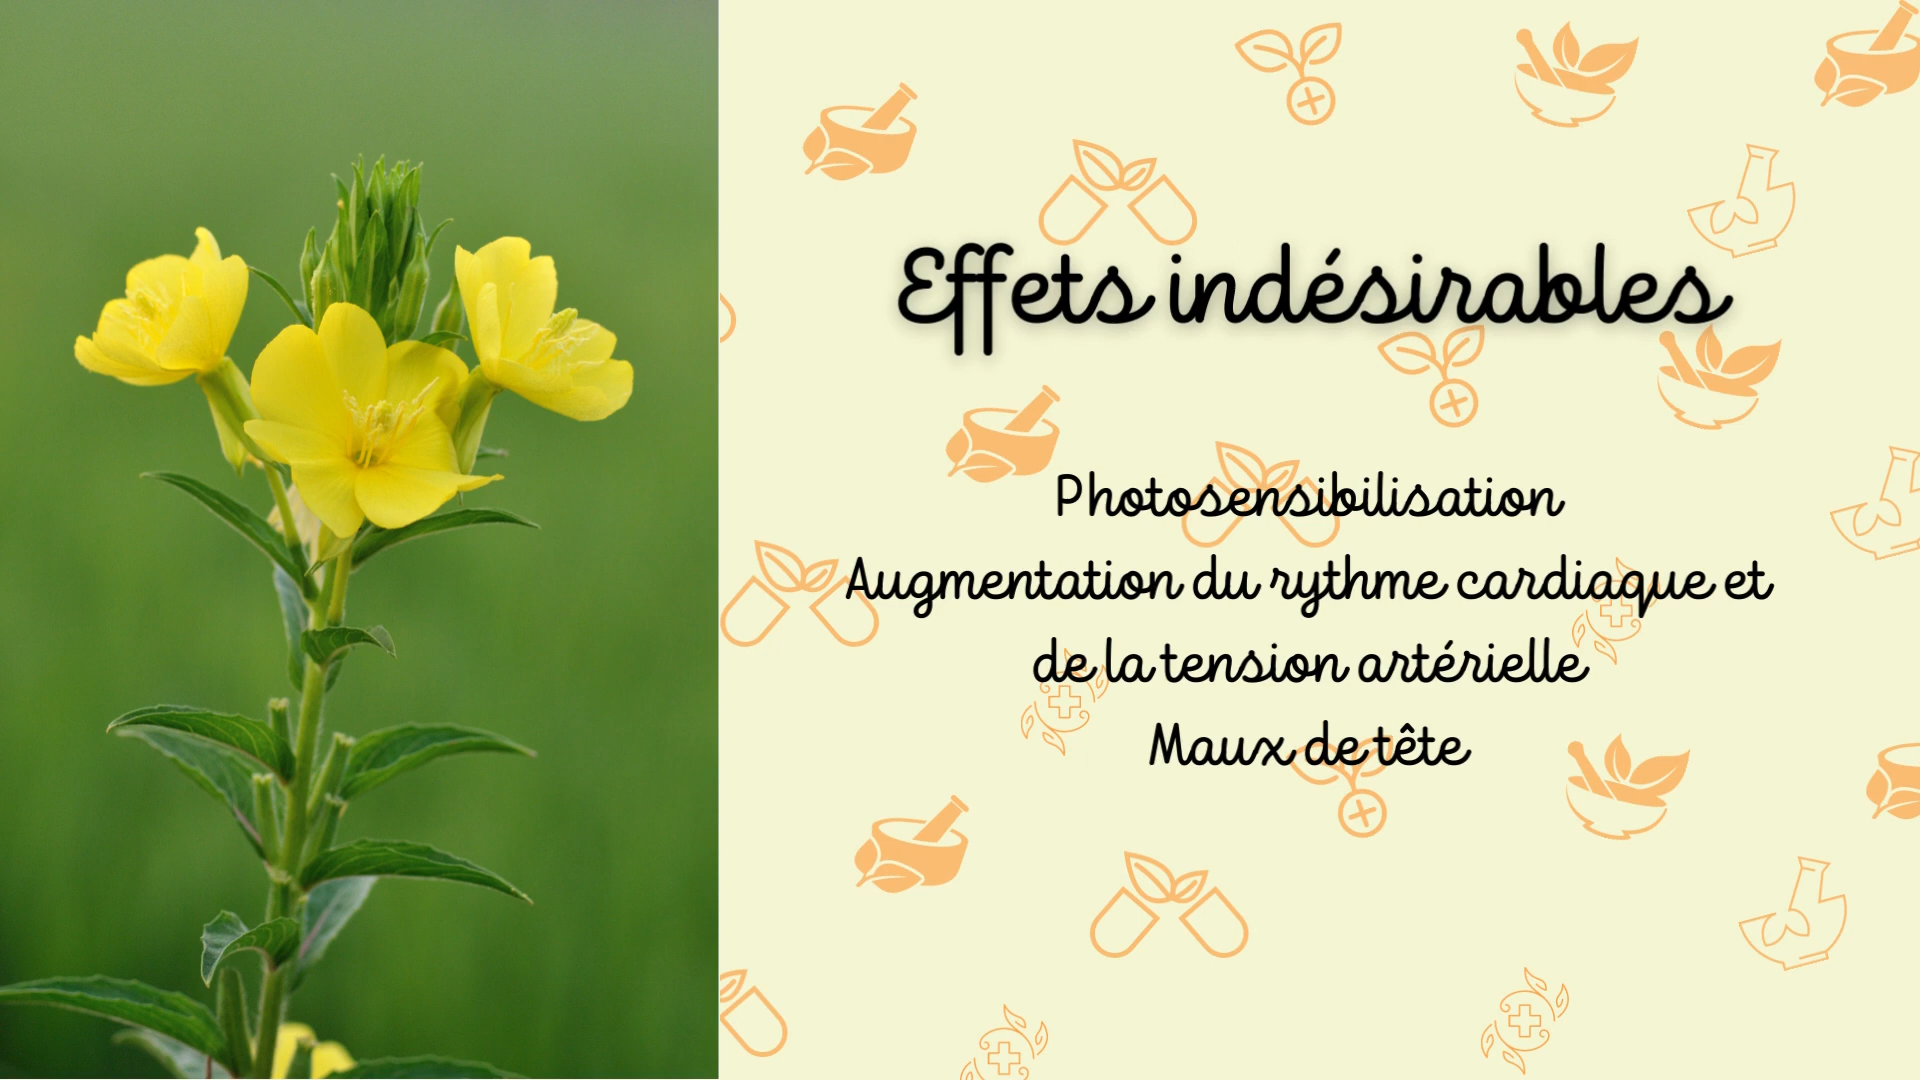 Effets indésirables
Photosensibilisation
Augmentation du rythme cardiaque et
de la tension artérielle
Maux de tête